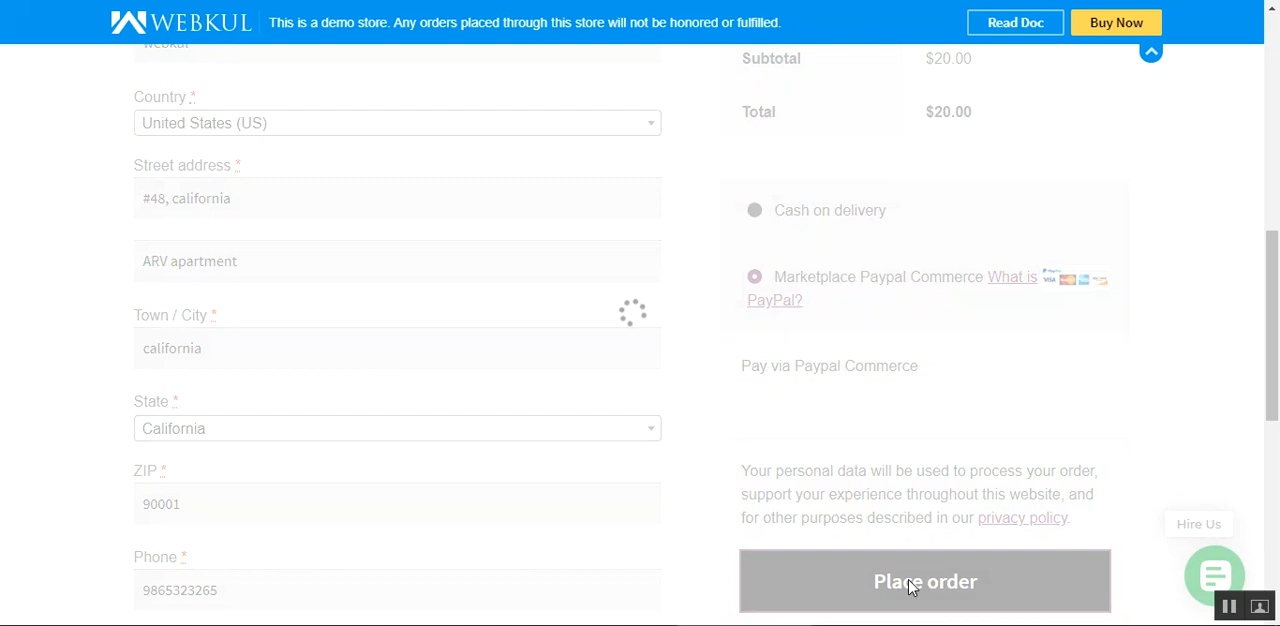 WEBKUL This is a demo store. Any orders placed through this store will not be honored or fulfilled. Read Doc Buy Now
webkul
Country *
United States (US)
Street address *
#48, california
ARV apartment
Town / City *
california
State *
California
ZIP *
90001
Phone *
9865323265
Subtotal $20.00
Total $20.00
Cash on delivery
Marketplace Paypal Commerce What is
PayPal?
Pay via Paypal Commerce
Your personal data will be used to process your order,
support your experience throughout this website, and
for other purposes described in our privacy policy.
Place order
Hire Us